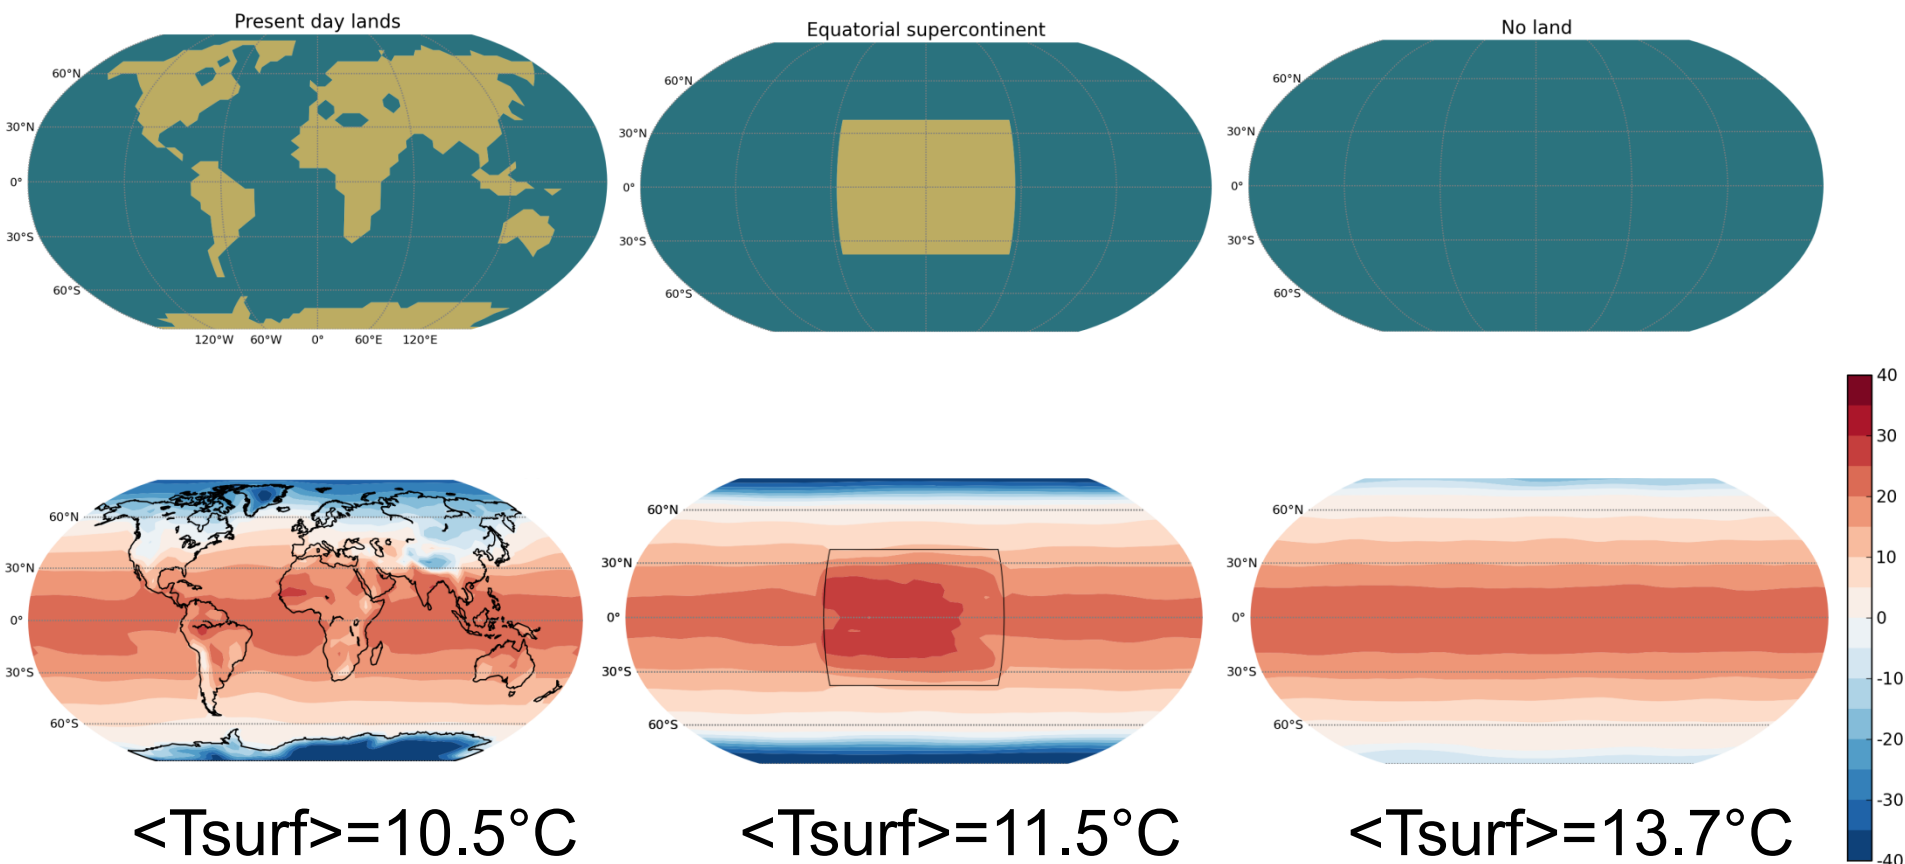 Present day lands
60°N
30°N
0°
30°S
60°S
120°W 60°W 0° 60°E 120°E
Equatorial supercontinent
60°N
30°N
0°
30°S
60°S
No land
60°N
30°N
0°
30°S
60°S
60°N
30°N
0°
30°S
60°S
60°N
30°N
0°
30°S
60°S
60°N
30°N
0°
30°S
60°S
40
30
20
10
0
-10
-20
-30
-40
<Tsurf>=10.5°C
<Tsurf>=11.5°C
<Tsurf>=13.7°C